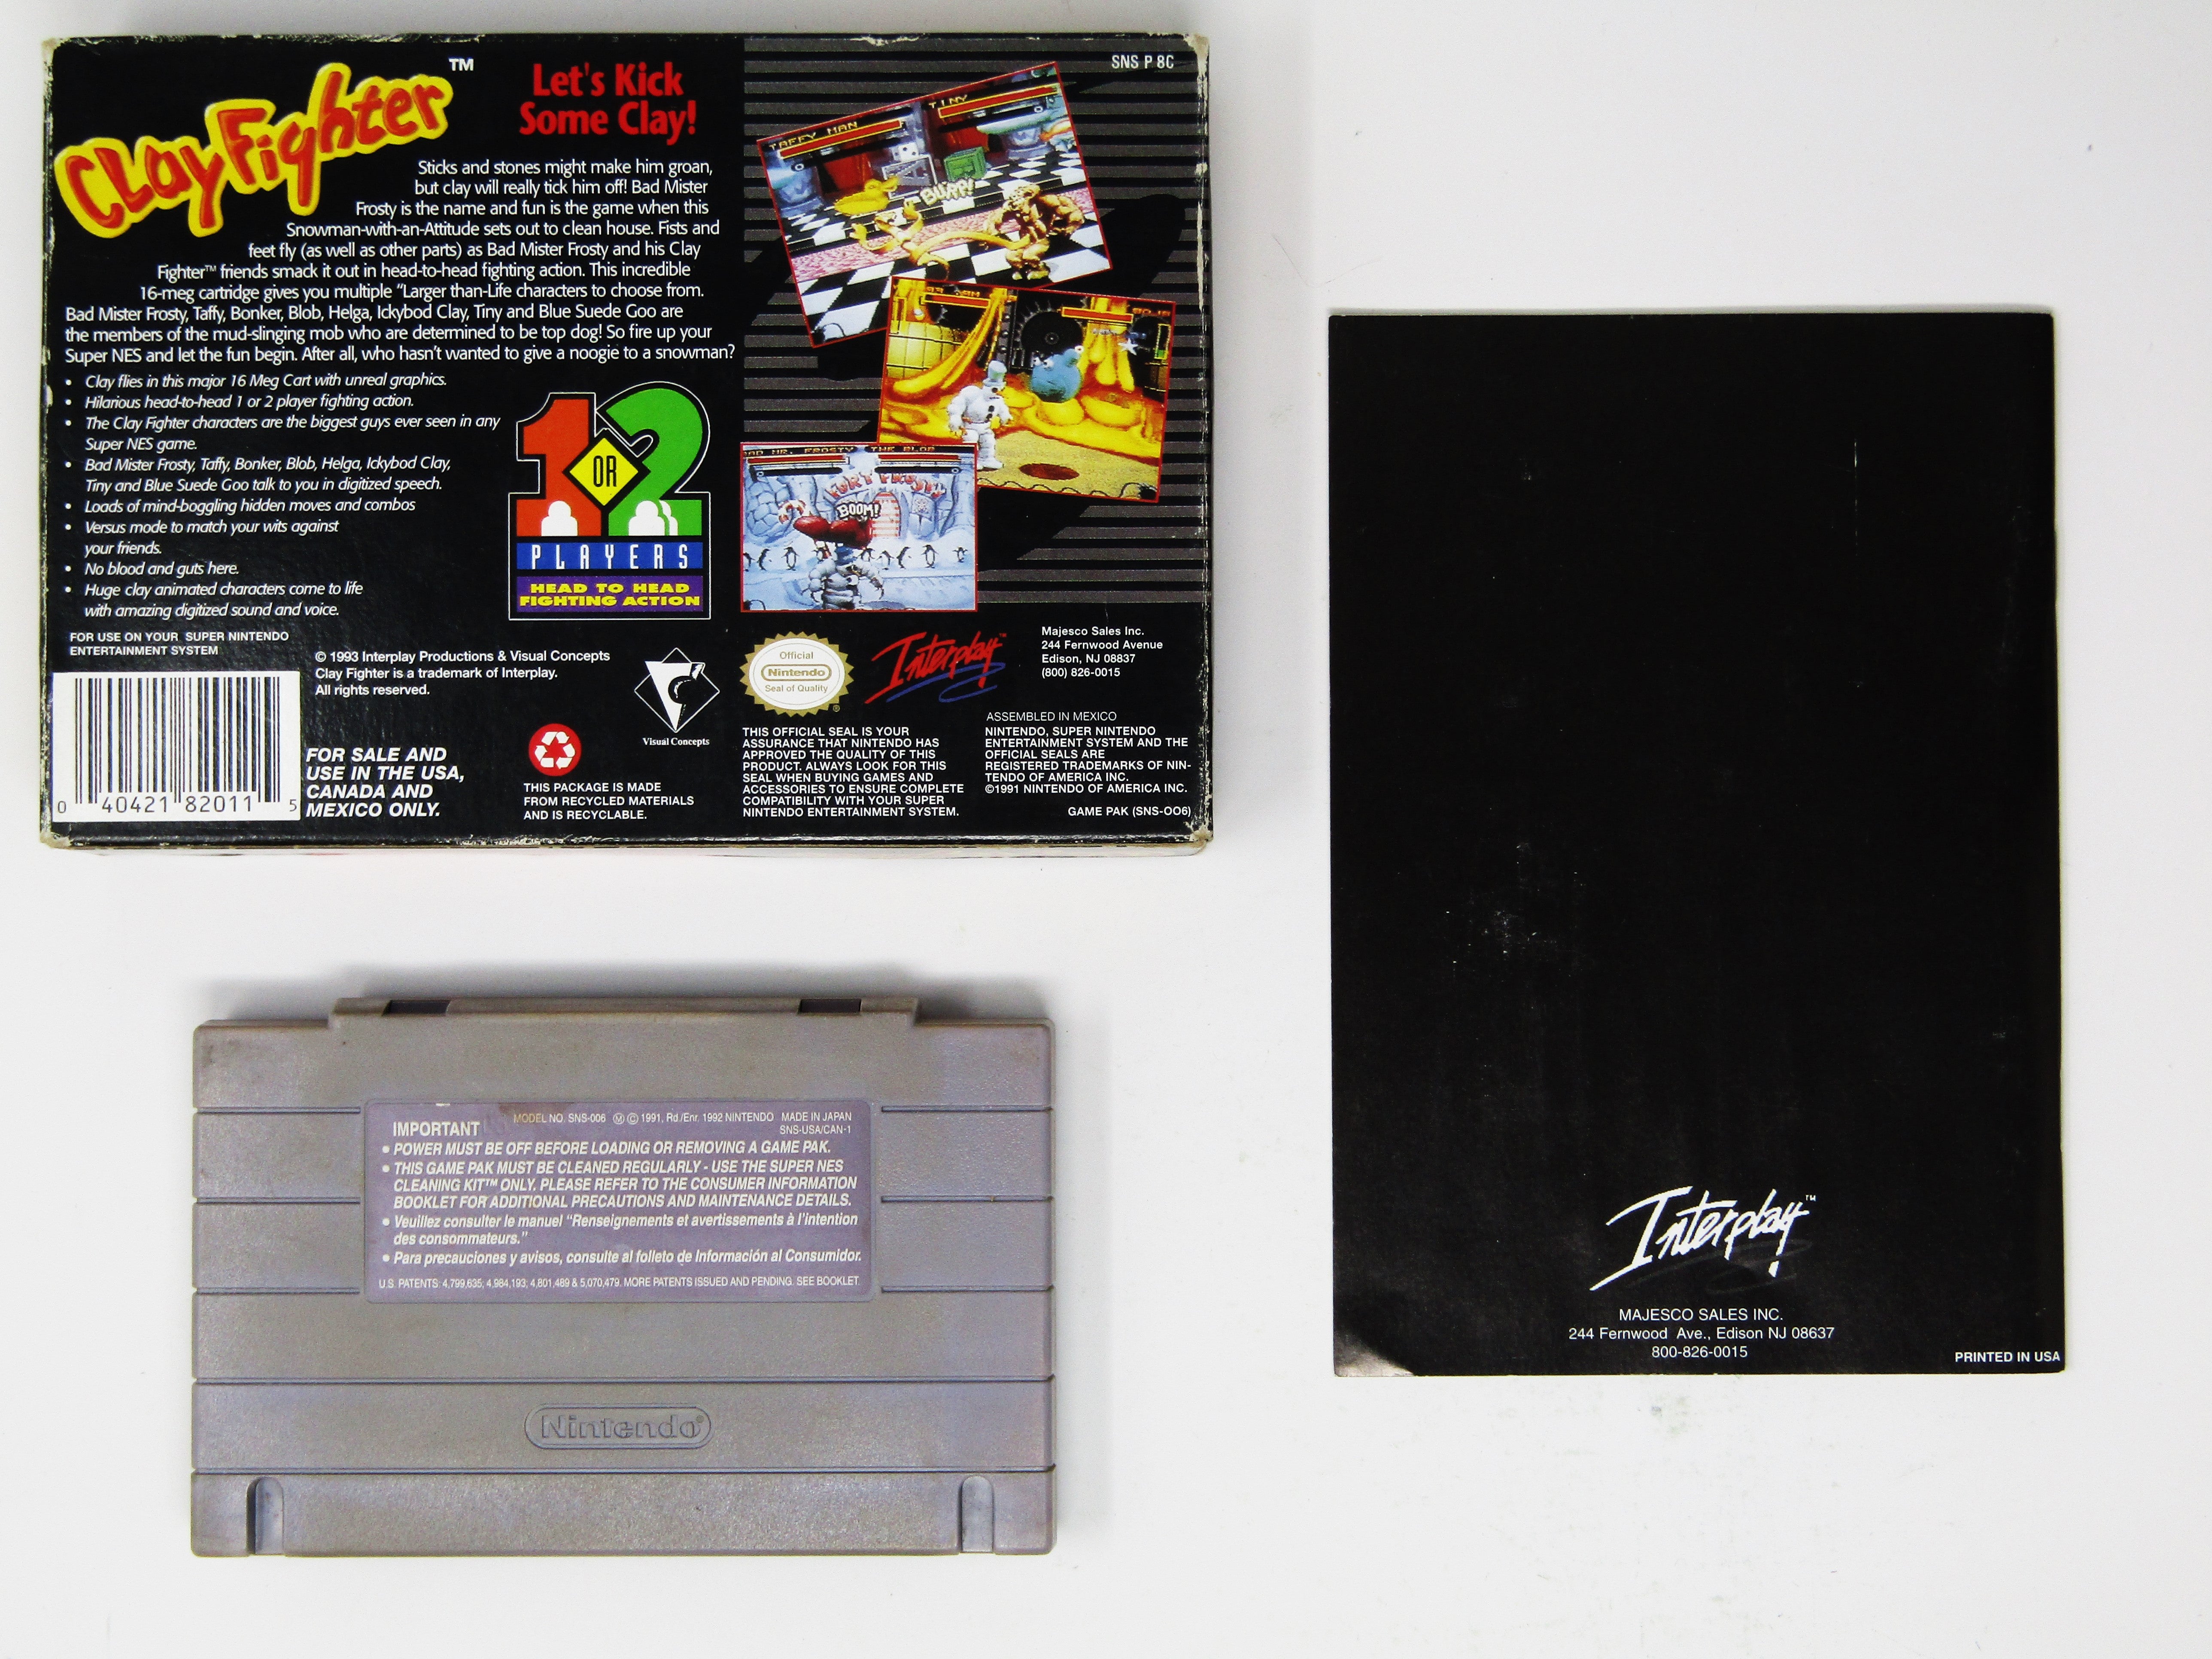 ClayFighter™
Let's Kick
Some Clay!
Sticks and stones might make him groan,
but clay will really tick him off! Bad Mister
Frosty is the name and fun is the game when this
Snowman-with-an-Attitude sets out to clean house. Fists and
feet fly (as well as other parts) as Bad Mister Frosty and his Clay
Fighter™ friends smack it out in head-to-head fighting action. This incredible
16-meg cartridge gives you multiple "Larger than-Life characters to choose from.
Bad Mister Frosty, Taffy, Bonker, Blob, Helga, Ickybod Clay, Tiny and Blue Suede Goo are
the members of the mud-slinging mob who are determined to be top dog! So fire up your
Super NES and let the fun begin. After all, who hasn't wanted to give a noogie to a snowman?
• Clay flies in this major 16 Meg Cart with unreal graphics.
• Hilarious head-to-head 1 or 2 player fighting action.
• The Clay Fighter characters are the biggest guys ever seen in any
Super NES game.
• Bad Mister Frosty, Taffy, Bonker, Blob, Helga, Ickybod Clay,
Tiny and Blue Suede Goo talk to you in digitized speech.
• Loads of mind-boggling hidden moves and combos
• Versus mode to match your wits against
your friends.
• No blood and guts here.
• Huge clay animated characters come to life
with amazing digitized sound and voice.
1 OR 2
PLAYERS
HEAD TO HEAD
FIGHTING ACTION
SNS P 8C
TAFFY MAN
TINY
BURP!
BAD MR. FROSTY
THE BLOB
FORT FROSTY
BOOM!
FOR USE ON YOUR SUPER NINTENDO
ENTERTAINMENT SYSTEM
0 40421 82011 5
© 1993 Interplay Productions & Visual Concepts
Clay Fighter is a trademark of Interplay.
All rights reserved.
FOR SALE AND
USE IN THE USA,
CANADA AND
MEXICO ONLY.
THIS PACKAGE IS MADE
FROM RECYCLED MATERIALS
AND IS RECYCLABLE.
Visual Concepts
Official
Nintendo
Seal of Quality
®
Interplay™
Majesco Sales Inc.
244 Fernwood Avenue
Edison, NJ 08837
(800) 826-0015
THIS OFFICIAL SEAL IS YOUR
ASSURANCE THAT NINTENDO HAS
APPROVED THE QUALITY OF THIS
PRODUCT. ALWAYS LOOK FOR THIS
SEAL WHEN BUYING GAMES AND
ACCESSORIES TO ENSURE COMPLETE
COMPATIBILITY WITH YOUR SUPER
NINTENDO ENTERTAINMENT SYSTEM.
ASSEMBLED IN MEXICO
NINTENDO, SUPER NINTENDO
ENTERTAINMENT SYSTEM AND THE
OFFICIAL SEALS ARE
REGISTERED TRADEMARKS OF NIN-
TENDO OF AMERICA INC.
©1991 NINTENDO OF AMERICA INC.
GAME PAK (SNS-006)
MODEL NO. SNS-006 Ⓜ © 1991, Rd./Enr. 1992 NINTENDO MADE IN JAPAN
SNS-USA/CAN-1
IMPORTANT
• POWER MUST BE OFF BEFORE LOADING OR REMOVING A GAME PAK.
• THIS GAME PAK MUST BE CLEANED REGULARLY - USE THE SUPER NES
CLEANING KIT™ ONLY. PLEASE REFER TO THE CONSUMER INFORMATION
BOOKLET FOR ADDITIONAL PRECAUTIONS AND MAINTENANCE DETAILS.
• Veuillez consulter le manuel "Renseignements et avertissements à l'intention
des consommateurs."
• Para precauciones y avisos, consulte al folleto de Información al Consumidor.
U.S. PATENTS: 4,799,635; 4,984,193; 4,801,489 & 5,070,479. MORE PATENTS ISSUED AND PENDING. SEE BOOKLET.
Nintendo®
Interplay™
MAJESCO SALES INC.
244 Fernwood Ave., Edison NJ 08637
800-826-0015
PRINTED IN USA